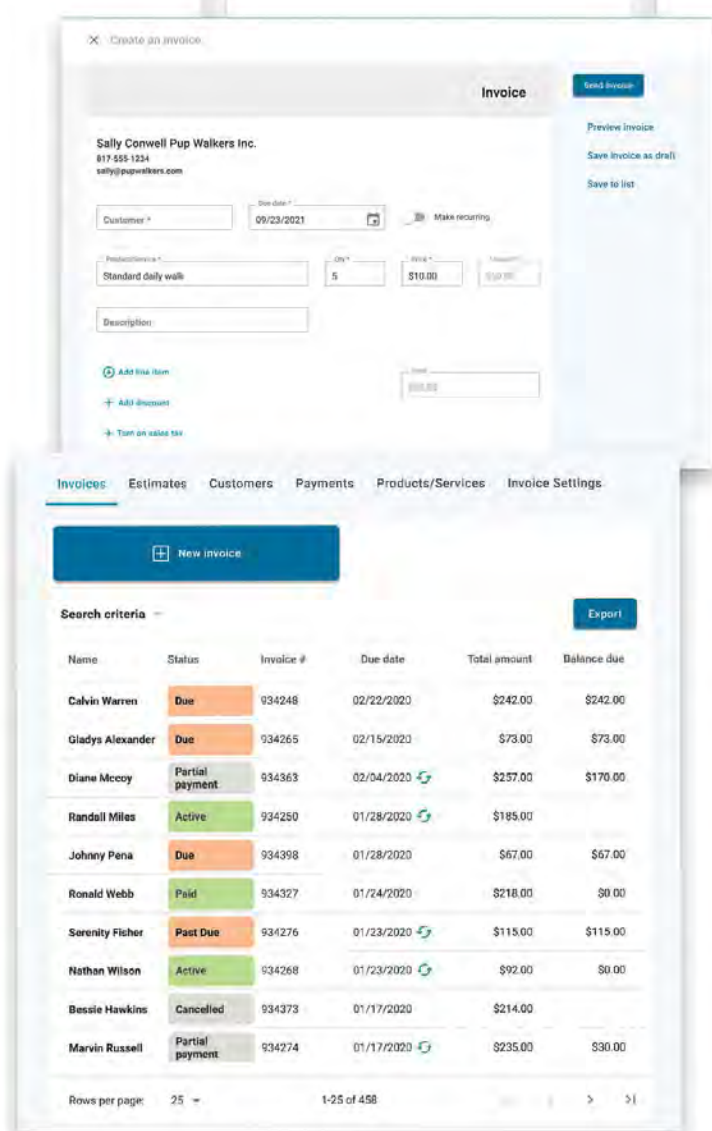 Create an invoice
Invoice
Send invoice
Preview invoice
Save invoice as draft
Save to list
Sally Conwell Pup Walkers Inc.
817-555-1234
sally@pupwalkers.com
Customer *
Due date *
09/23/2021
Make recurring
Product/Service *
Standard daily walk
Qty *
5
Price *
$10.00
Amount *
$50.00
Description
Add line item
Total
$50.00
+ Add discount
+ Turn on sales tax
Invoices Estimates Customers Payments Products/Services Invoice Settings
New invoice
Search criteria
Export
Name Status Invoice # Due date Total amount Balance due
Calvin Warren Due 934248 02/22/2020 $242.00 $242.00
Gladys Alexander Due 934265 02/15/2020 $73.00 $73.00
Diane Mccoy Partial payment 934363 02/04/2020 $257.00 $170.00
Randall Miles Active 934250 01/28/2020 $185.00
Johnny Pena Due 934398 01/28/2020 $67.00 $67.00
Ronald Webb Paid 934327 01/24/2020 $218.00 $0.00
Serenity Fisher Past Due 934276 01/23/2020 $115.00 $115.00
Nathan Wilson Active 934268 01/23/2020 $92.00 $0.00
Bessie Hawkins Cancelled 934373 01/17/2020 $214.00
Marvin Russell Partial payment 934274 01/17/2020 $235.00 $30.00
Rows per page: 25 1-25 of 458